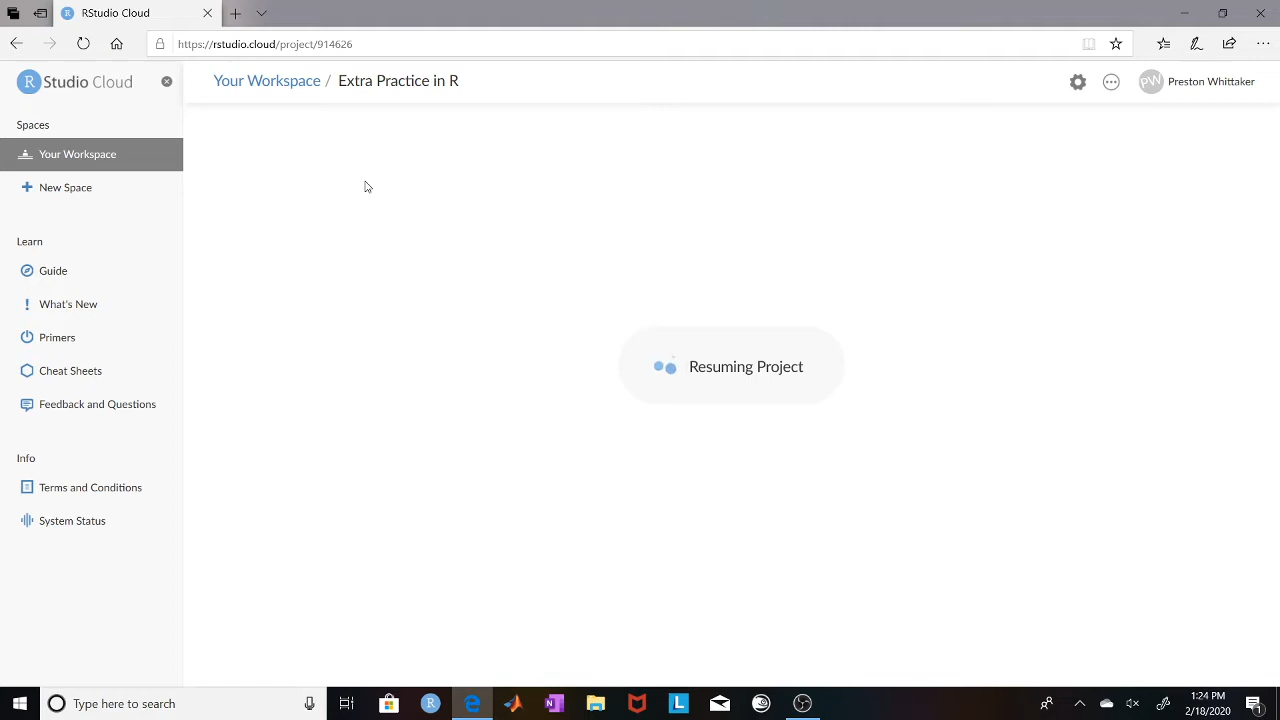 RStudio Cloud
https://rstudio.cloud/project/914626
R Studio Cloud
Your Workspace / Extra Practice in R
PW Preston Whittaker
Spaces
Your Workspace
New Space
Learn
Guide
What's New
Primers
Cheat Sheets
Feedback and Questions
Info
Terms and Conditions
System Status
Resuming Project
Type here to search
1:24 PM
2/18/2020